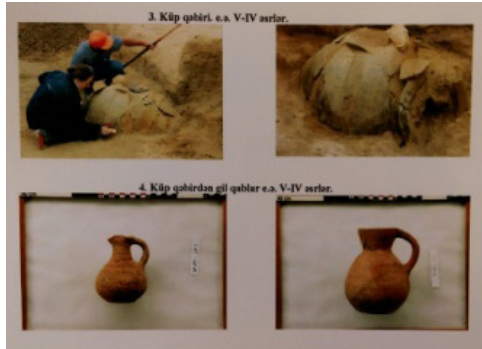 3. Küp qəbiri. e.ə. V-IV əsrlər.
4. Küp qəbirdən gil qablar e.ə. V-IV əsrlər.